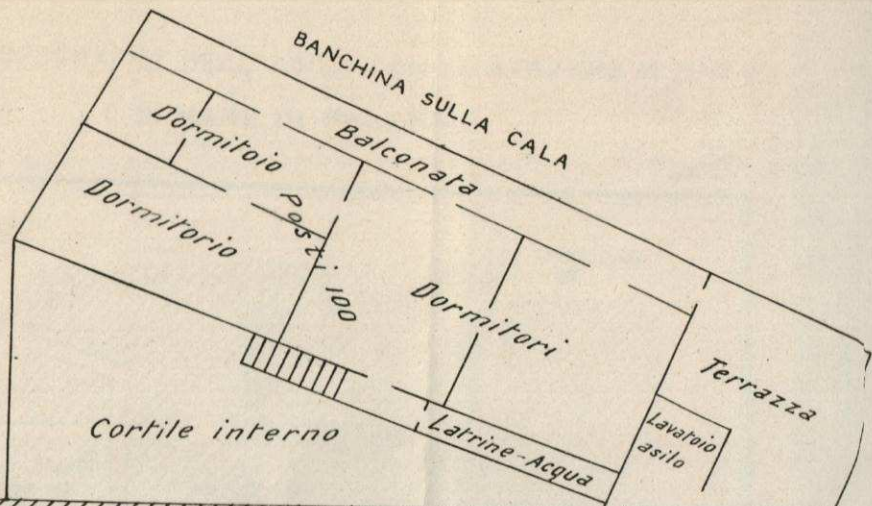 BANCHINA SULLA CALA
Balconata
Dormitoio
Dormitorio
Posti 100
Dormitori
Terrazza
Lavatoio
asilo
Latrine-Acqua
Cortile interno